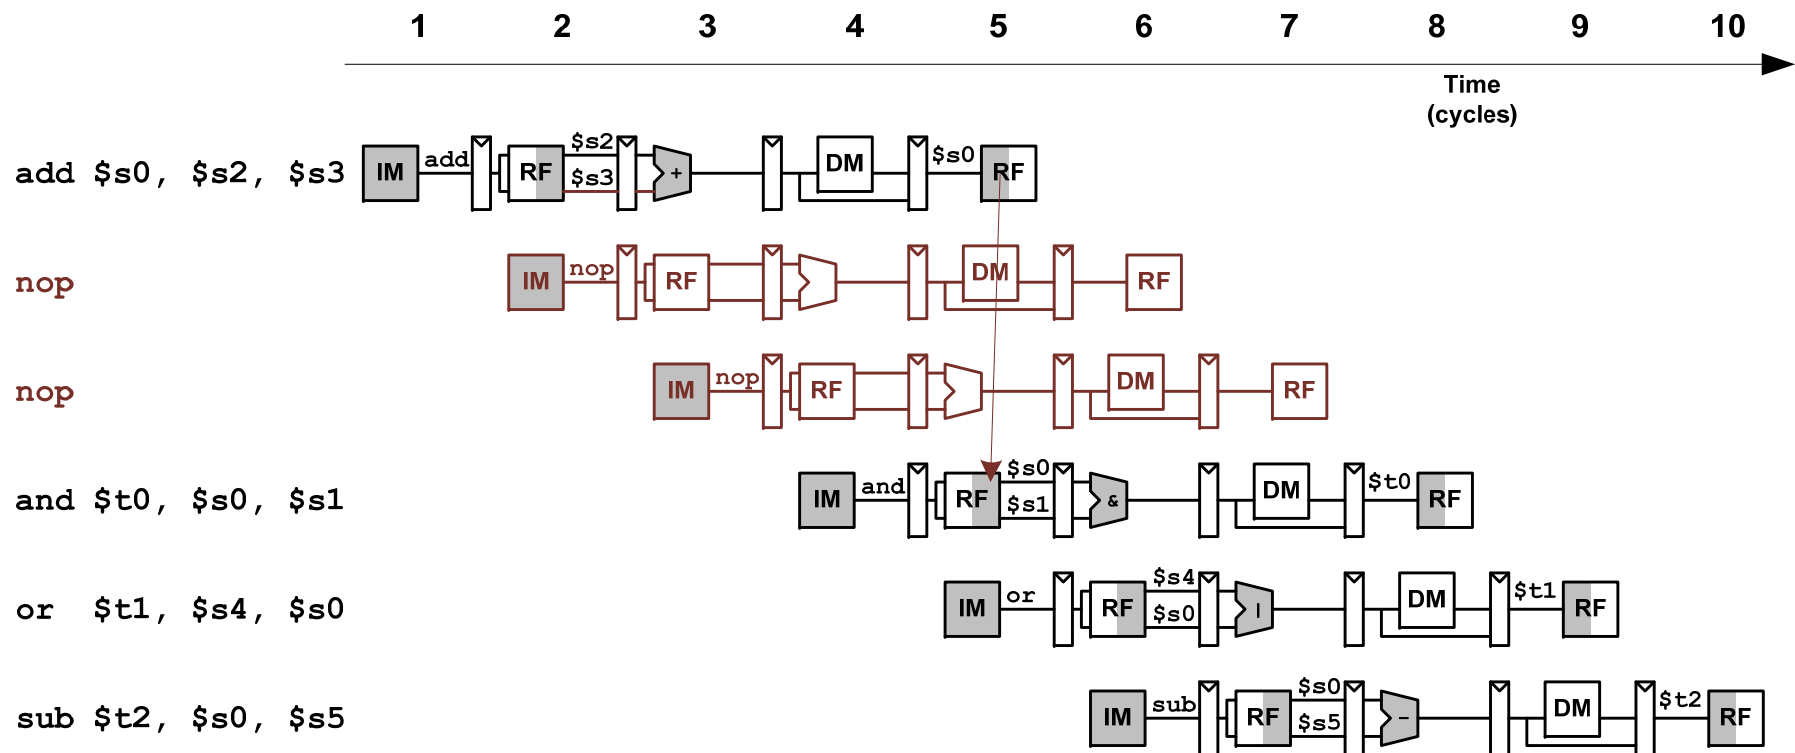 1 2 3 4 5 6 7 8 9 10
Time
(cycles)
add $s0, $s2, $s3 IM add RF $s2 $s3 + DM $s0 RF
nop IM nop RF DM RF
nop IM nop RF DM RF
and $t0, $s0, $s1 IM and RF $s0 $s1 & DM $t0 RF
or $t1, $s4, $s0 IM or RF $s4 $s0 | DM $t1 RF
sub $t2, $s0, $s5 IM sub RF $s0 $s5 - DM $t2 RF